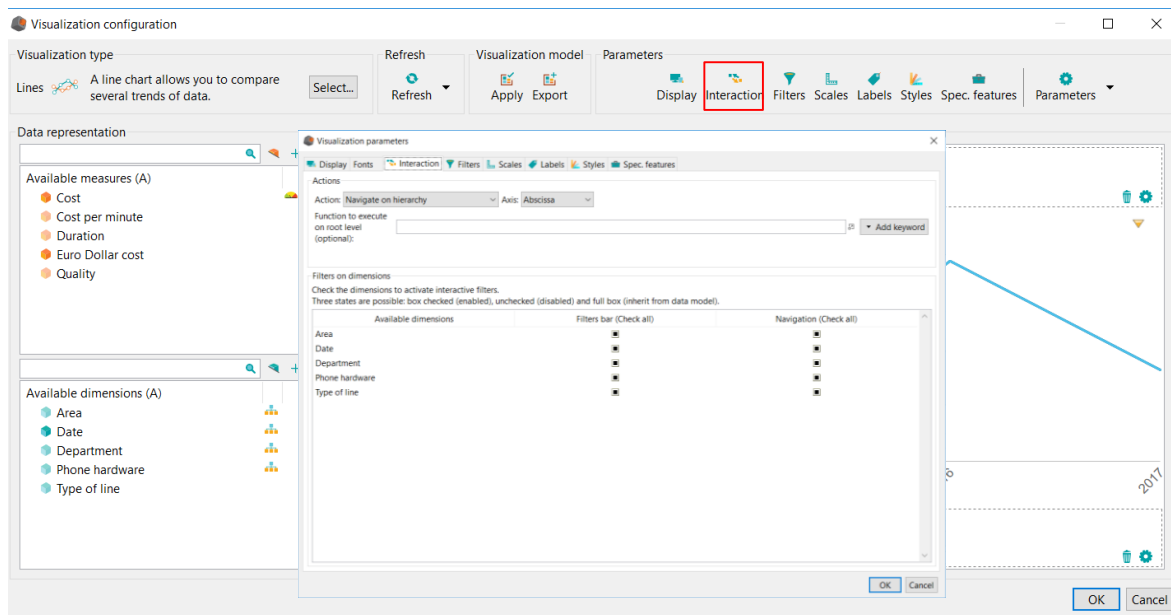 Visualization configuration
Visualization type
Refresh
Visualization model
Parameters
Lines
A line chart allows you to compare
several trends of data.
Select...
Refresh
Apply
Export
Display
Interaction
Filters
Scales
Labels
Styles
Spec. features
Parameters
Data representation
Available measures (A)
Cost
Cost per minute
Duration
Euro Dollar cost
Quality
Available dimensions (A)
Area
Date
Department
Phone hardware
Type of line
Visualization parameters
Display
Fonts
Interaction
Filters
Scales
Labels
Styles
Spec. features
Actions
Action:
Navigate on hierarchy
Axis:
Abscissa
Function to execute
on root level
(optional):
Add keyword
Filters on dimensions
Check the dimensions to activate interactive filters.
Three states are possible: box checked (enabled), unchecked (disabled) and full box (inherit from data model).
Available dimensions
Filters bar (Check all)
Navigation (Check all)
Area
Date
Department
Phone hardware
Type of line
OK
Cancel
6
2017
OK
Cancel